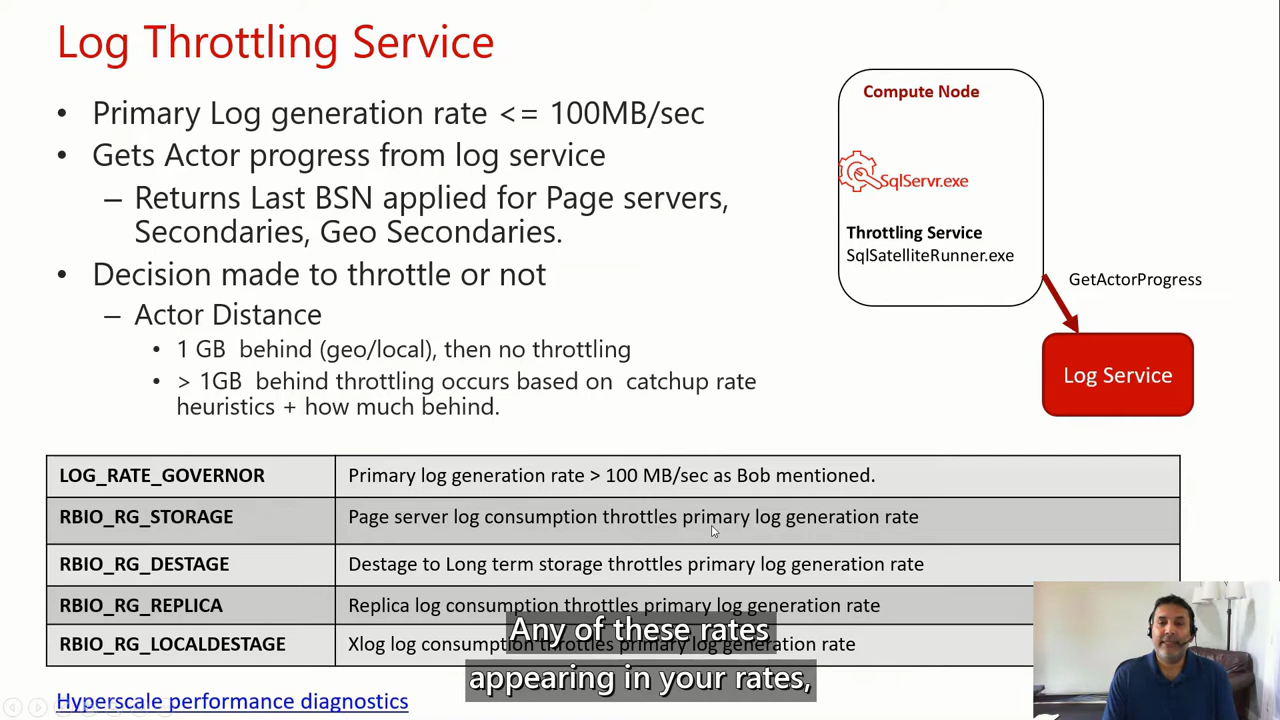 Log Throttling Service
• Primary Log generation rate <= 100MB/sec
• Gets Actor progress from log service
– Returns Last BSN applied for Page servers,
Secondaries, Geo Secondaries.
• Decision made to throttle or not
– Actor Distance
• 1 GB behind (geo/local), then no throttling
• > 1GB behind throttling occurs based on catchup rate
heuristics + how much behind.
Compute Node
SqlServr.exe
Throttling Service
SqlSatelliteRunner.exe
GetActorProgress
Log Service
LOG_RATE_GOVERNOR Primary log generation rate > 100 MB/sec as Bob mentioned.
RBIO_RG_STORAGE Page server log consumption throttles primary log generation rate
RBIO_RG_DESTAGE Destage to Long term storage throttles primary log generation rate
RBIO_RG_REPLICA Replica log consumption throttles primary log generation rate
RBIO_RG_LOCALDESTAGE Xlog log consumption throttles primary log generation rate
Any of these rates
appearing in your rates,
Hyperscale performance diagnostics